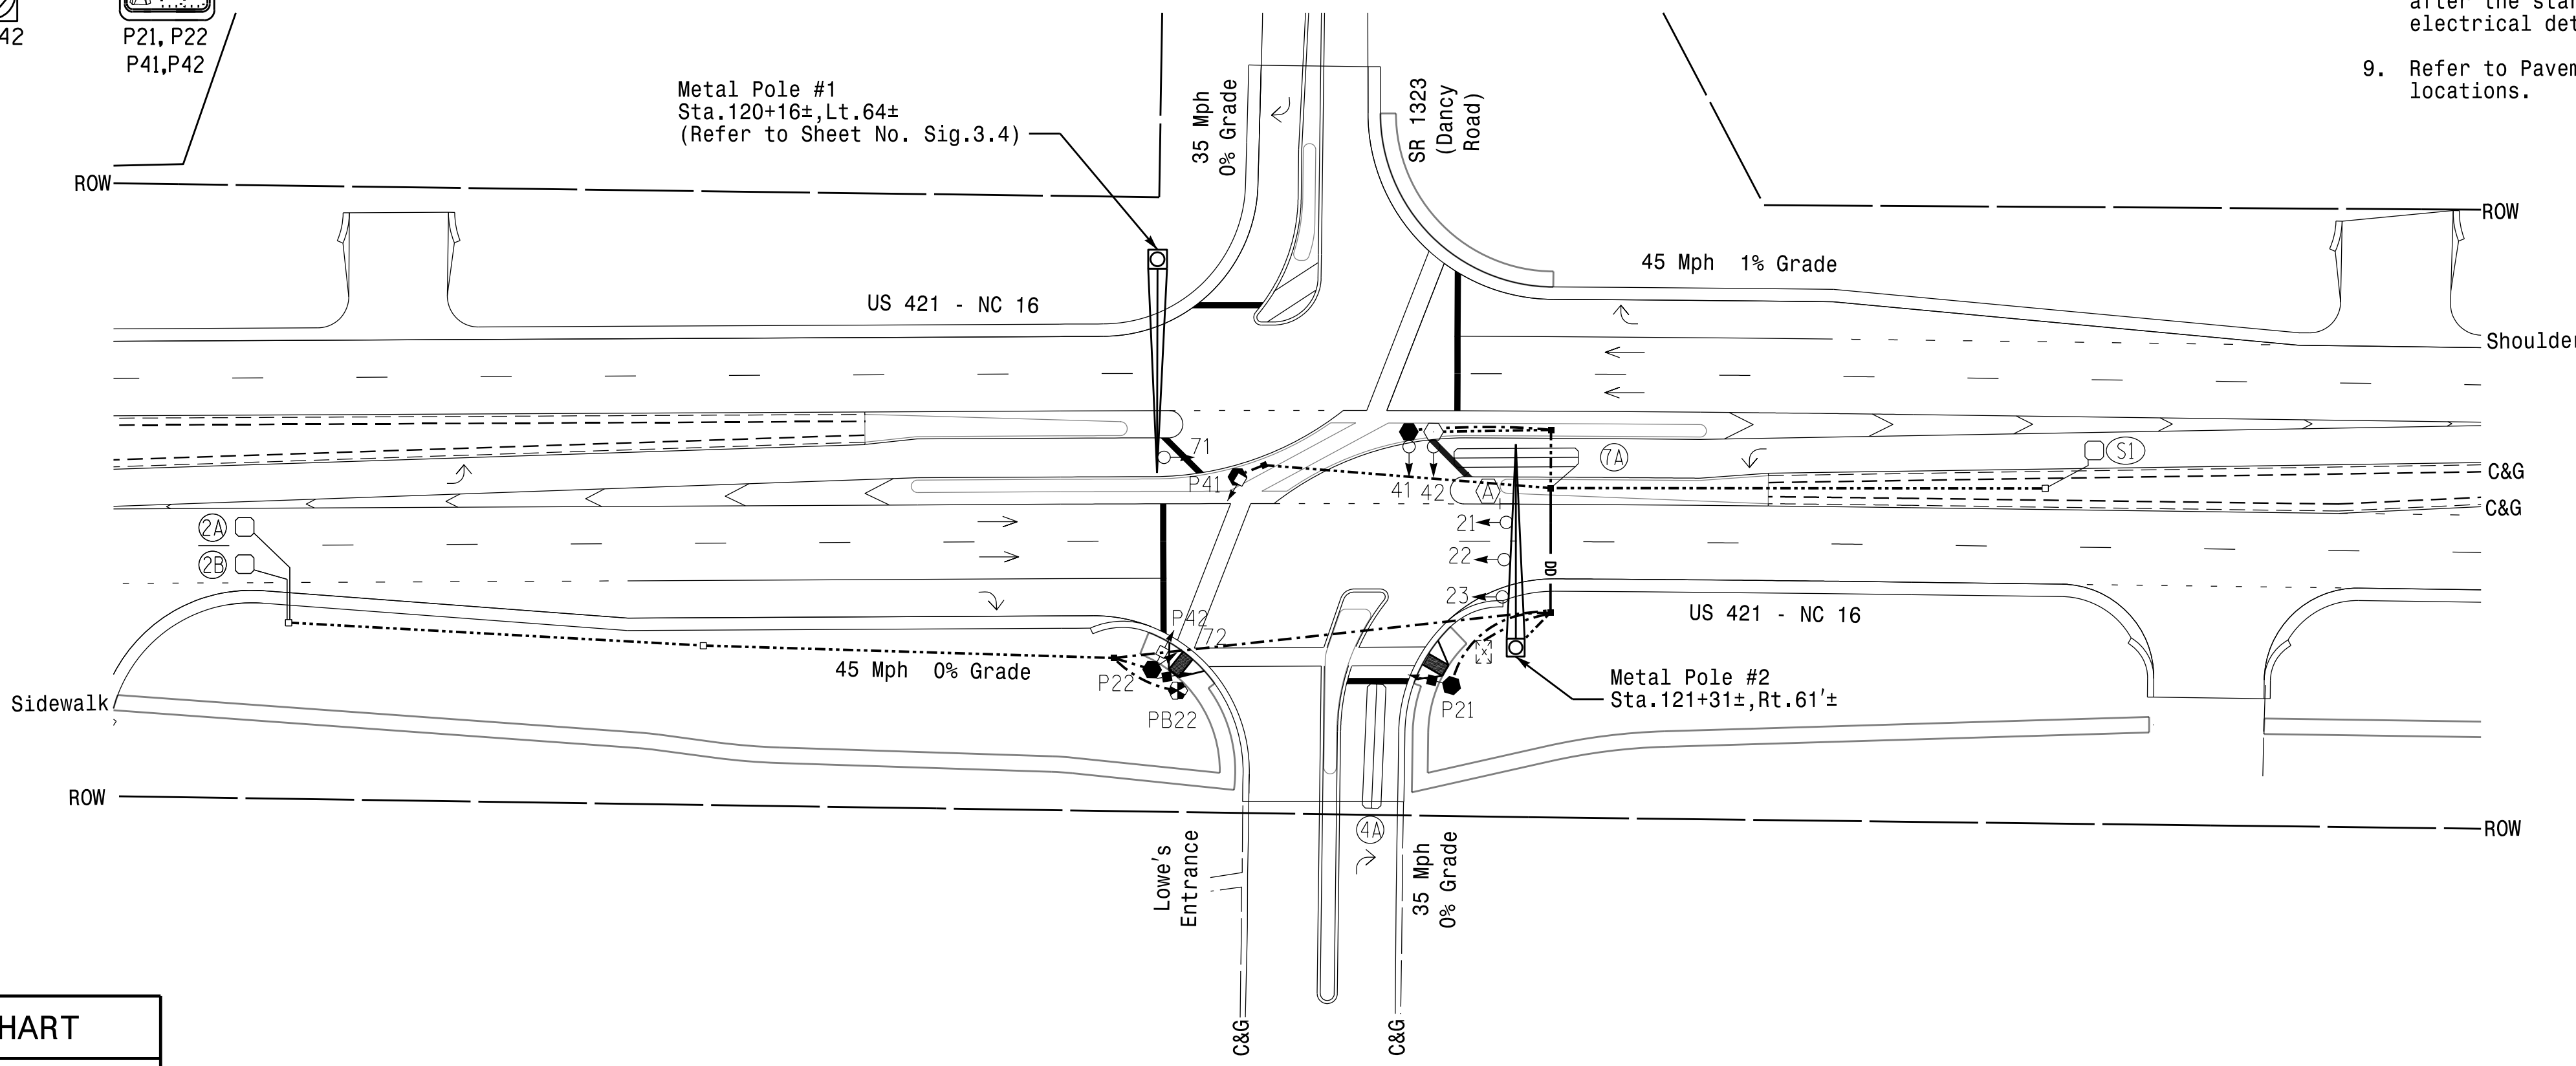 42
P21, P22
P41,P42
after the
electrical
9. Refer to
locations.
Metal Pole #1
Sta.120+16±,Lt.64±
(Refer to Sheet No. Sig.3.4)
35 Mph
0% Grade
SR 1323
(Dancy
Road)
ROW
ROW
45 Mph 1% Grade
US 421 - NC 16
Shoulder
71
P41
41
42
A
7A
S1
C&G
C&G
2A
2B
21
22
23
DD
P42
72
US 421 - NC 16
45 Mph 0% Grade
P22
PB22
P21
Metal Pole #2
Sta.121+31±,Rt.61'±
Sidewalk
ROW
ROW
4A
Lowe's
Entrance
35 Mph
0% Grade
C&G
C&G
HART